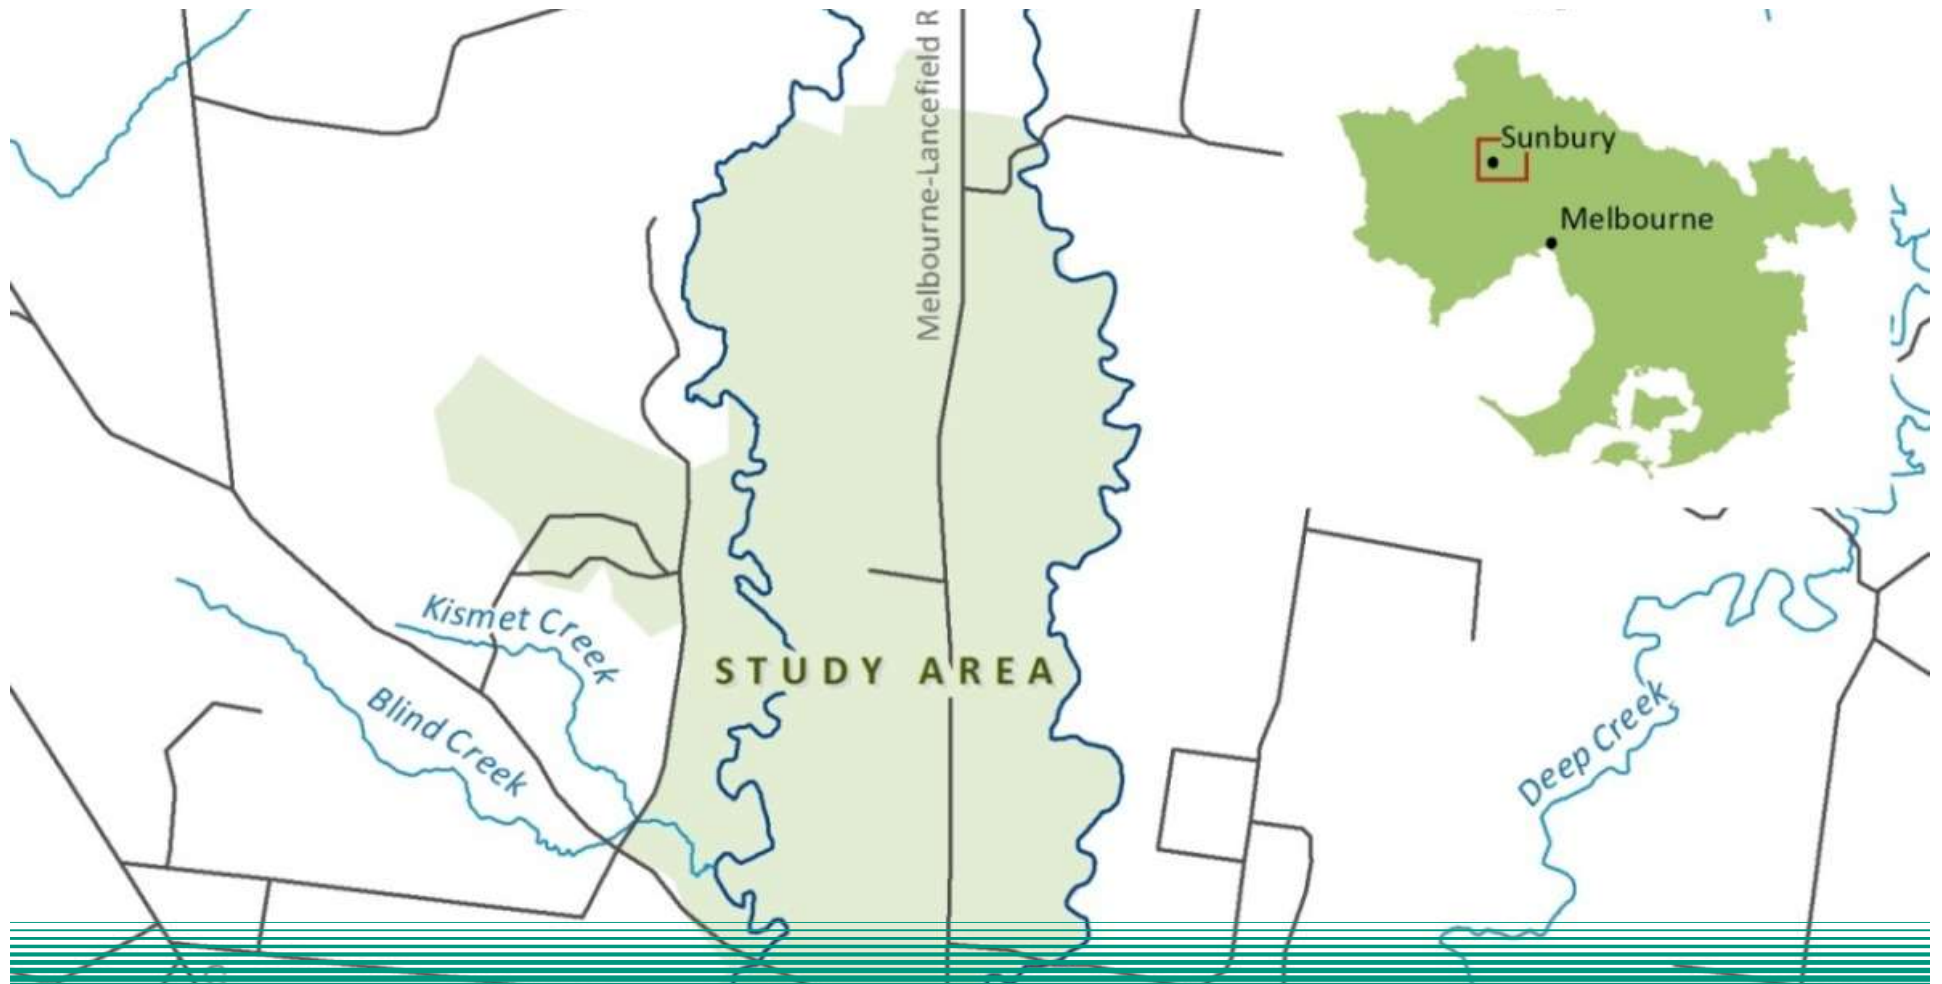 Melbourne-Lancefield R
Sunbury
Melbourne
Kismet Creek
STUDY AREA
Blind Creek
Deep Creek